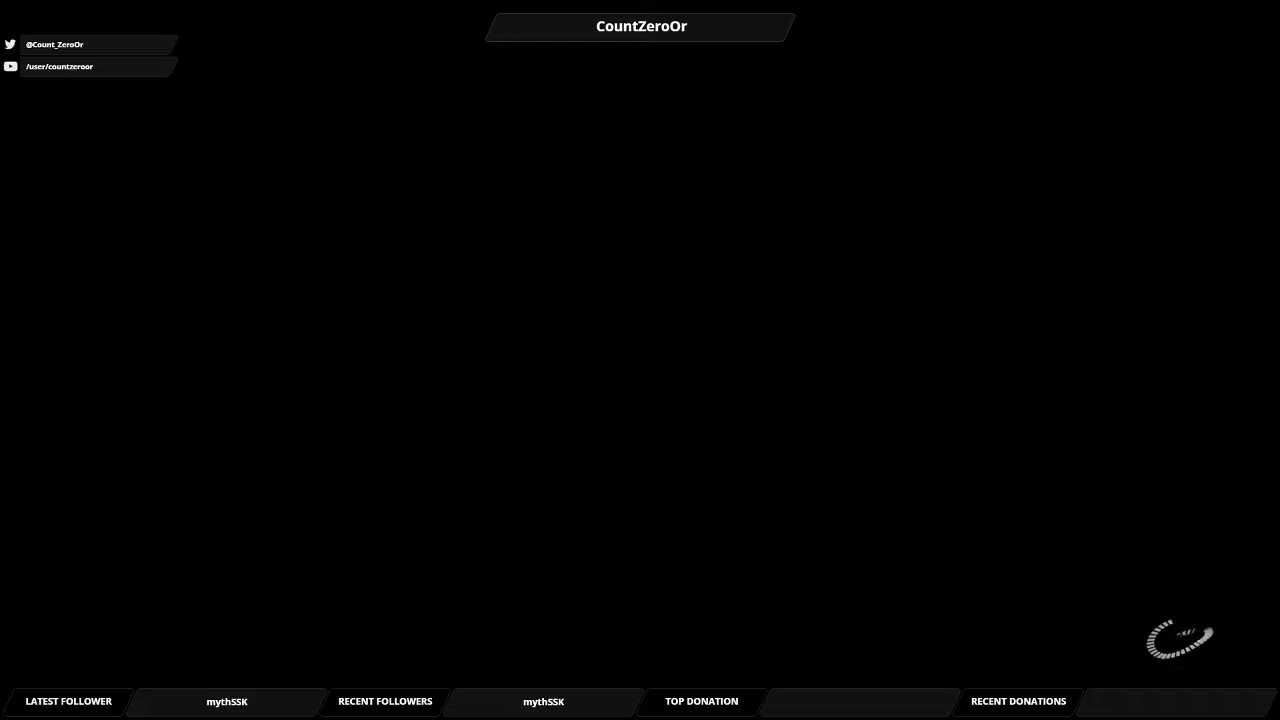 CountZeroOr
@Count_ZeroOr
/user/countzeroor
LATEST FOLLOWER mythSSK RECENT FOLLOWERS mythSSK TOP DONATION RECENT DONATIONS